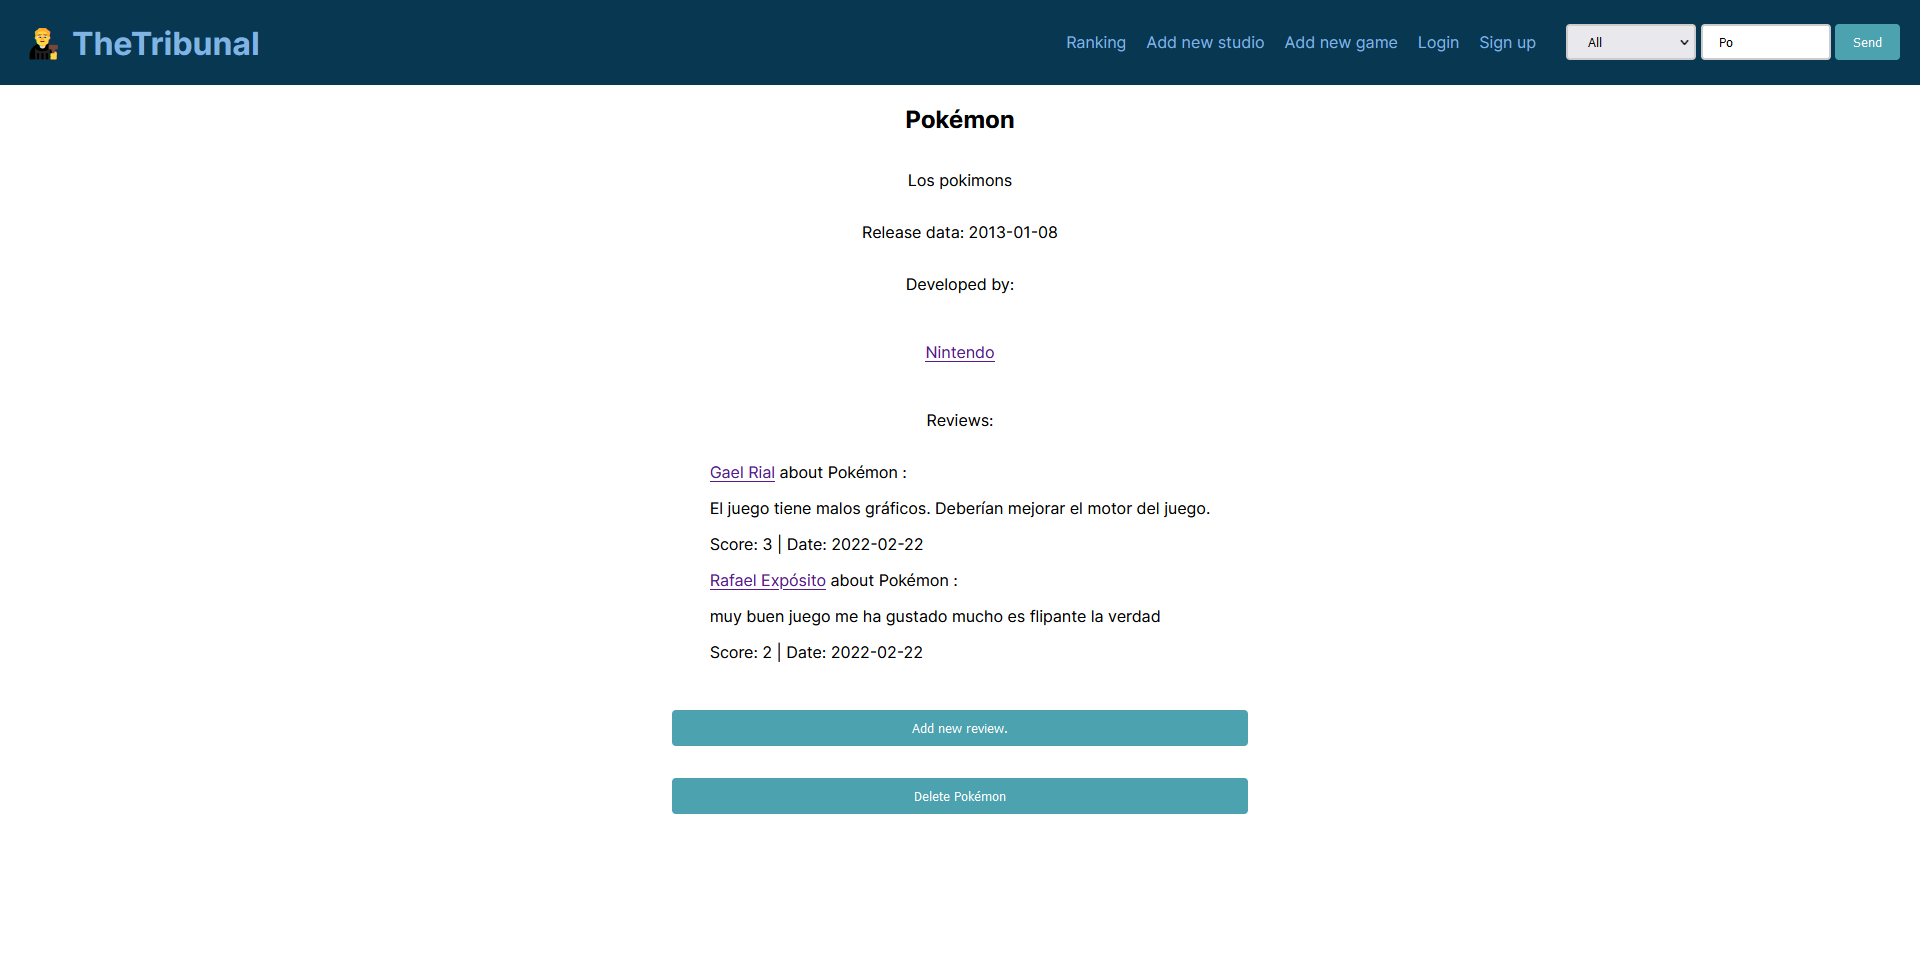 TheTribunal
Ranking Add new studio Add new game Login Sign up All Po Send
Pokémon
Los pokimons
Release data: 2013-01-08
Developed by:
Nintendo
Reviews:
Gael Rial about Pokémon :
El juego tiene malos gráficos. Deberían mejorar el motor del juego.
Score: 3 | Date: 2022-02-22
Rafael Expósito about Pokémon :
muy buen juego me ha gustado mucho es flipante la verdad
Score: 2 | Date: 2022-02-22
Add new review.
Delete Pokémon